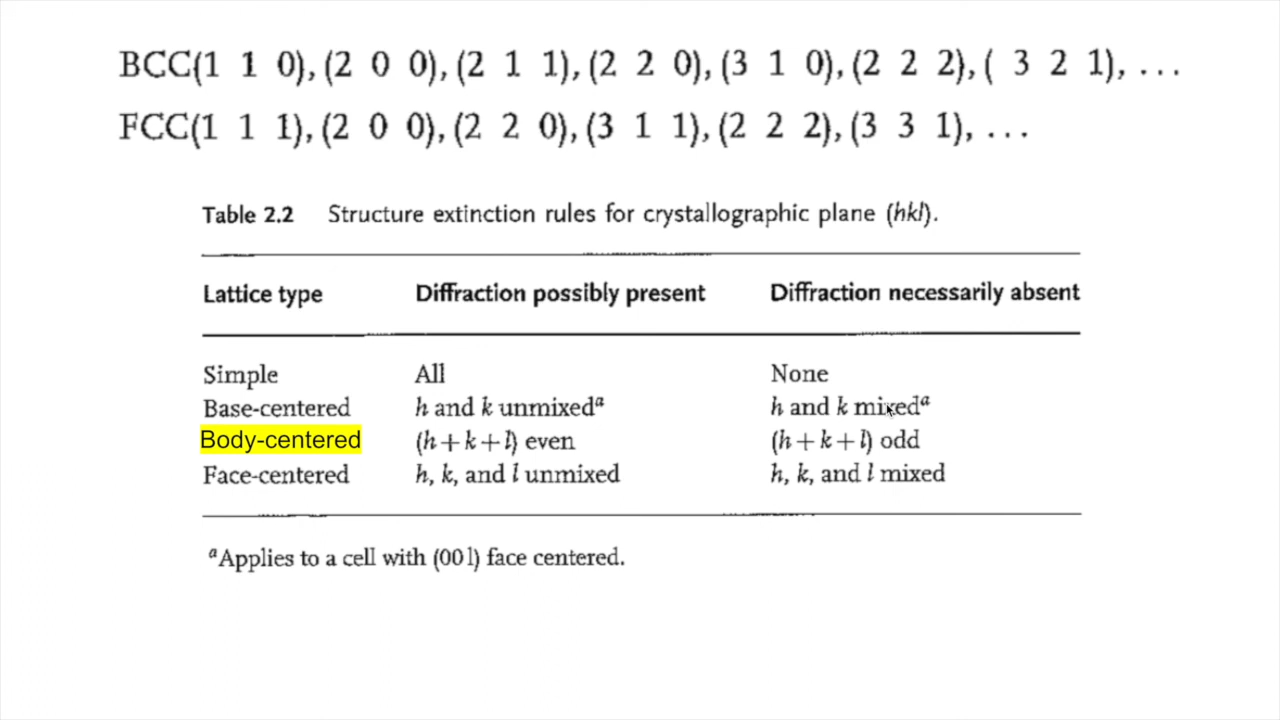 BCC(1 1 0), (2 0 0), (2 1 1), (2 2 0), (3 1 0), (2 2 2), ( 3 2 1), ...
FCC(1 1 1), (2 0 0), (2 2 0), (3 1 1), (2 2 2), (3 3 1), ...
Table 2.2 Structure extinction rules for crystallographic plane (hkl).
Lattice type Diffraction possibly present Diffraction necessarily absent
Simple All None
Base-centered h and k unmixedᵃ h and k mixedᵃ
Body-centered (h+k+l) even (h+k+l) odd
Face-centered h, k, and l unmixed h, k, and l mixed
ᵃApplies to a cell with (00l) face centered.